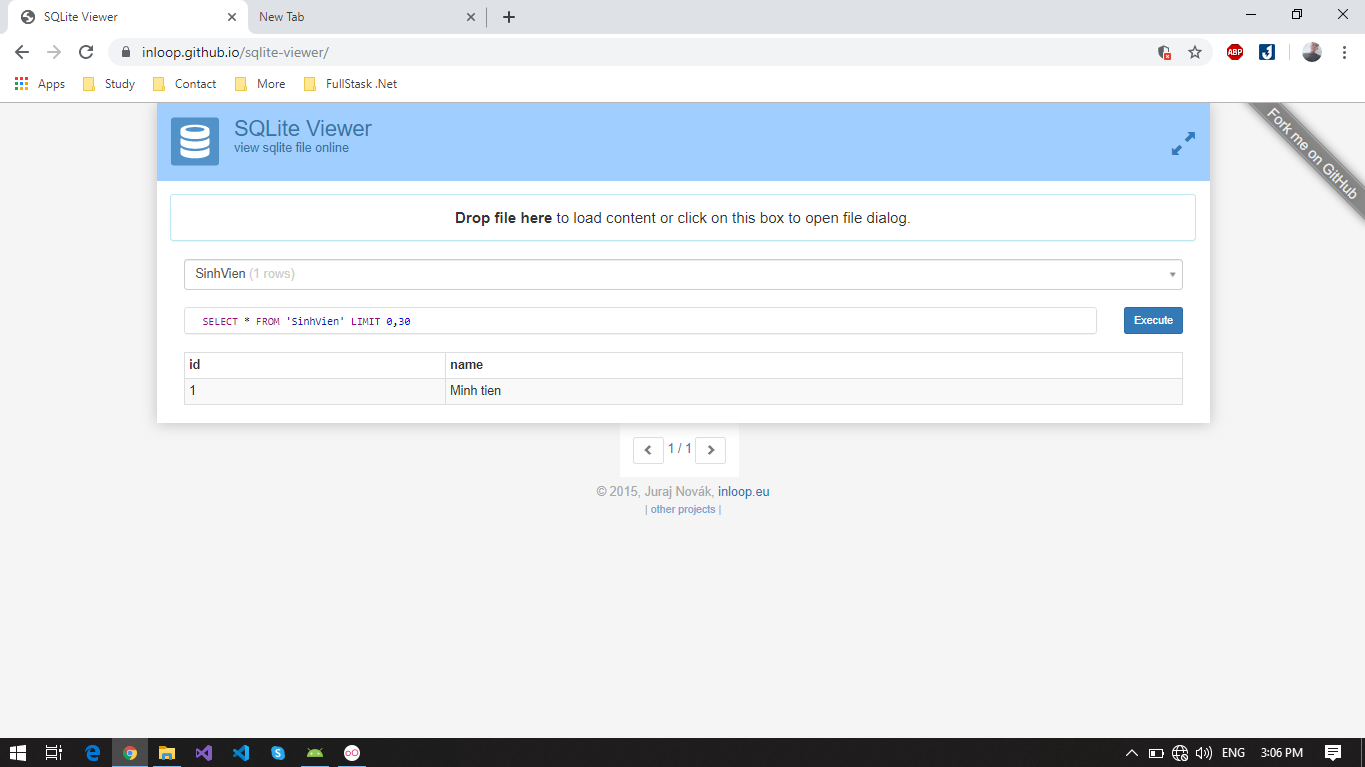 SQLite Viewer
New Tab
inloop.github.io/sqlite-viewer/
ABP
Apps
Study
Contact
More
FullStask .Net
SQLite Viewer
view sqlite file online
Fork me on GitHub
Drop file here to load content or click on this box to open file dialog.
SinhVien (1 rows)
SELECT * FROM 'SinhVien' LIMIT 0,30
Execute
id name
1 Minh tien
1 / 1
© 2015, Juraj Novák, inloop.eu
| other projects |
ENG
3:06 PM